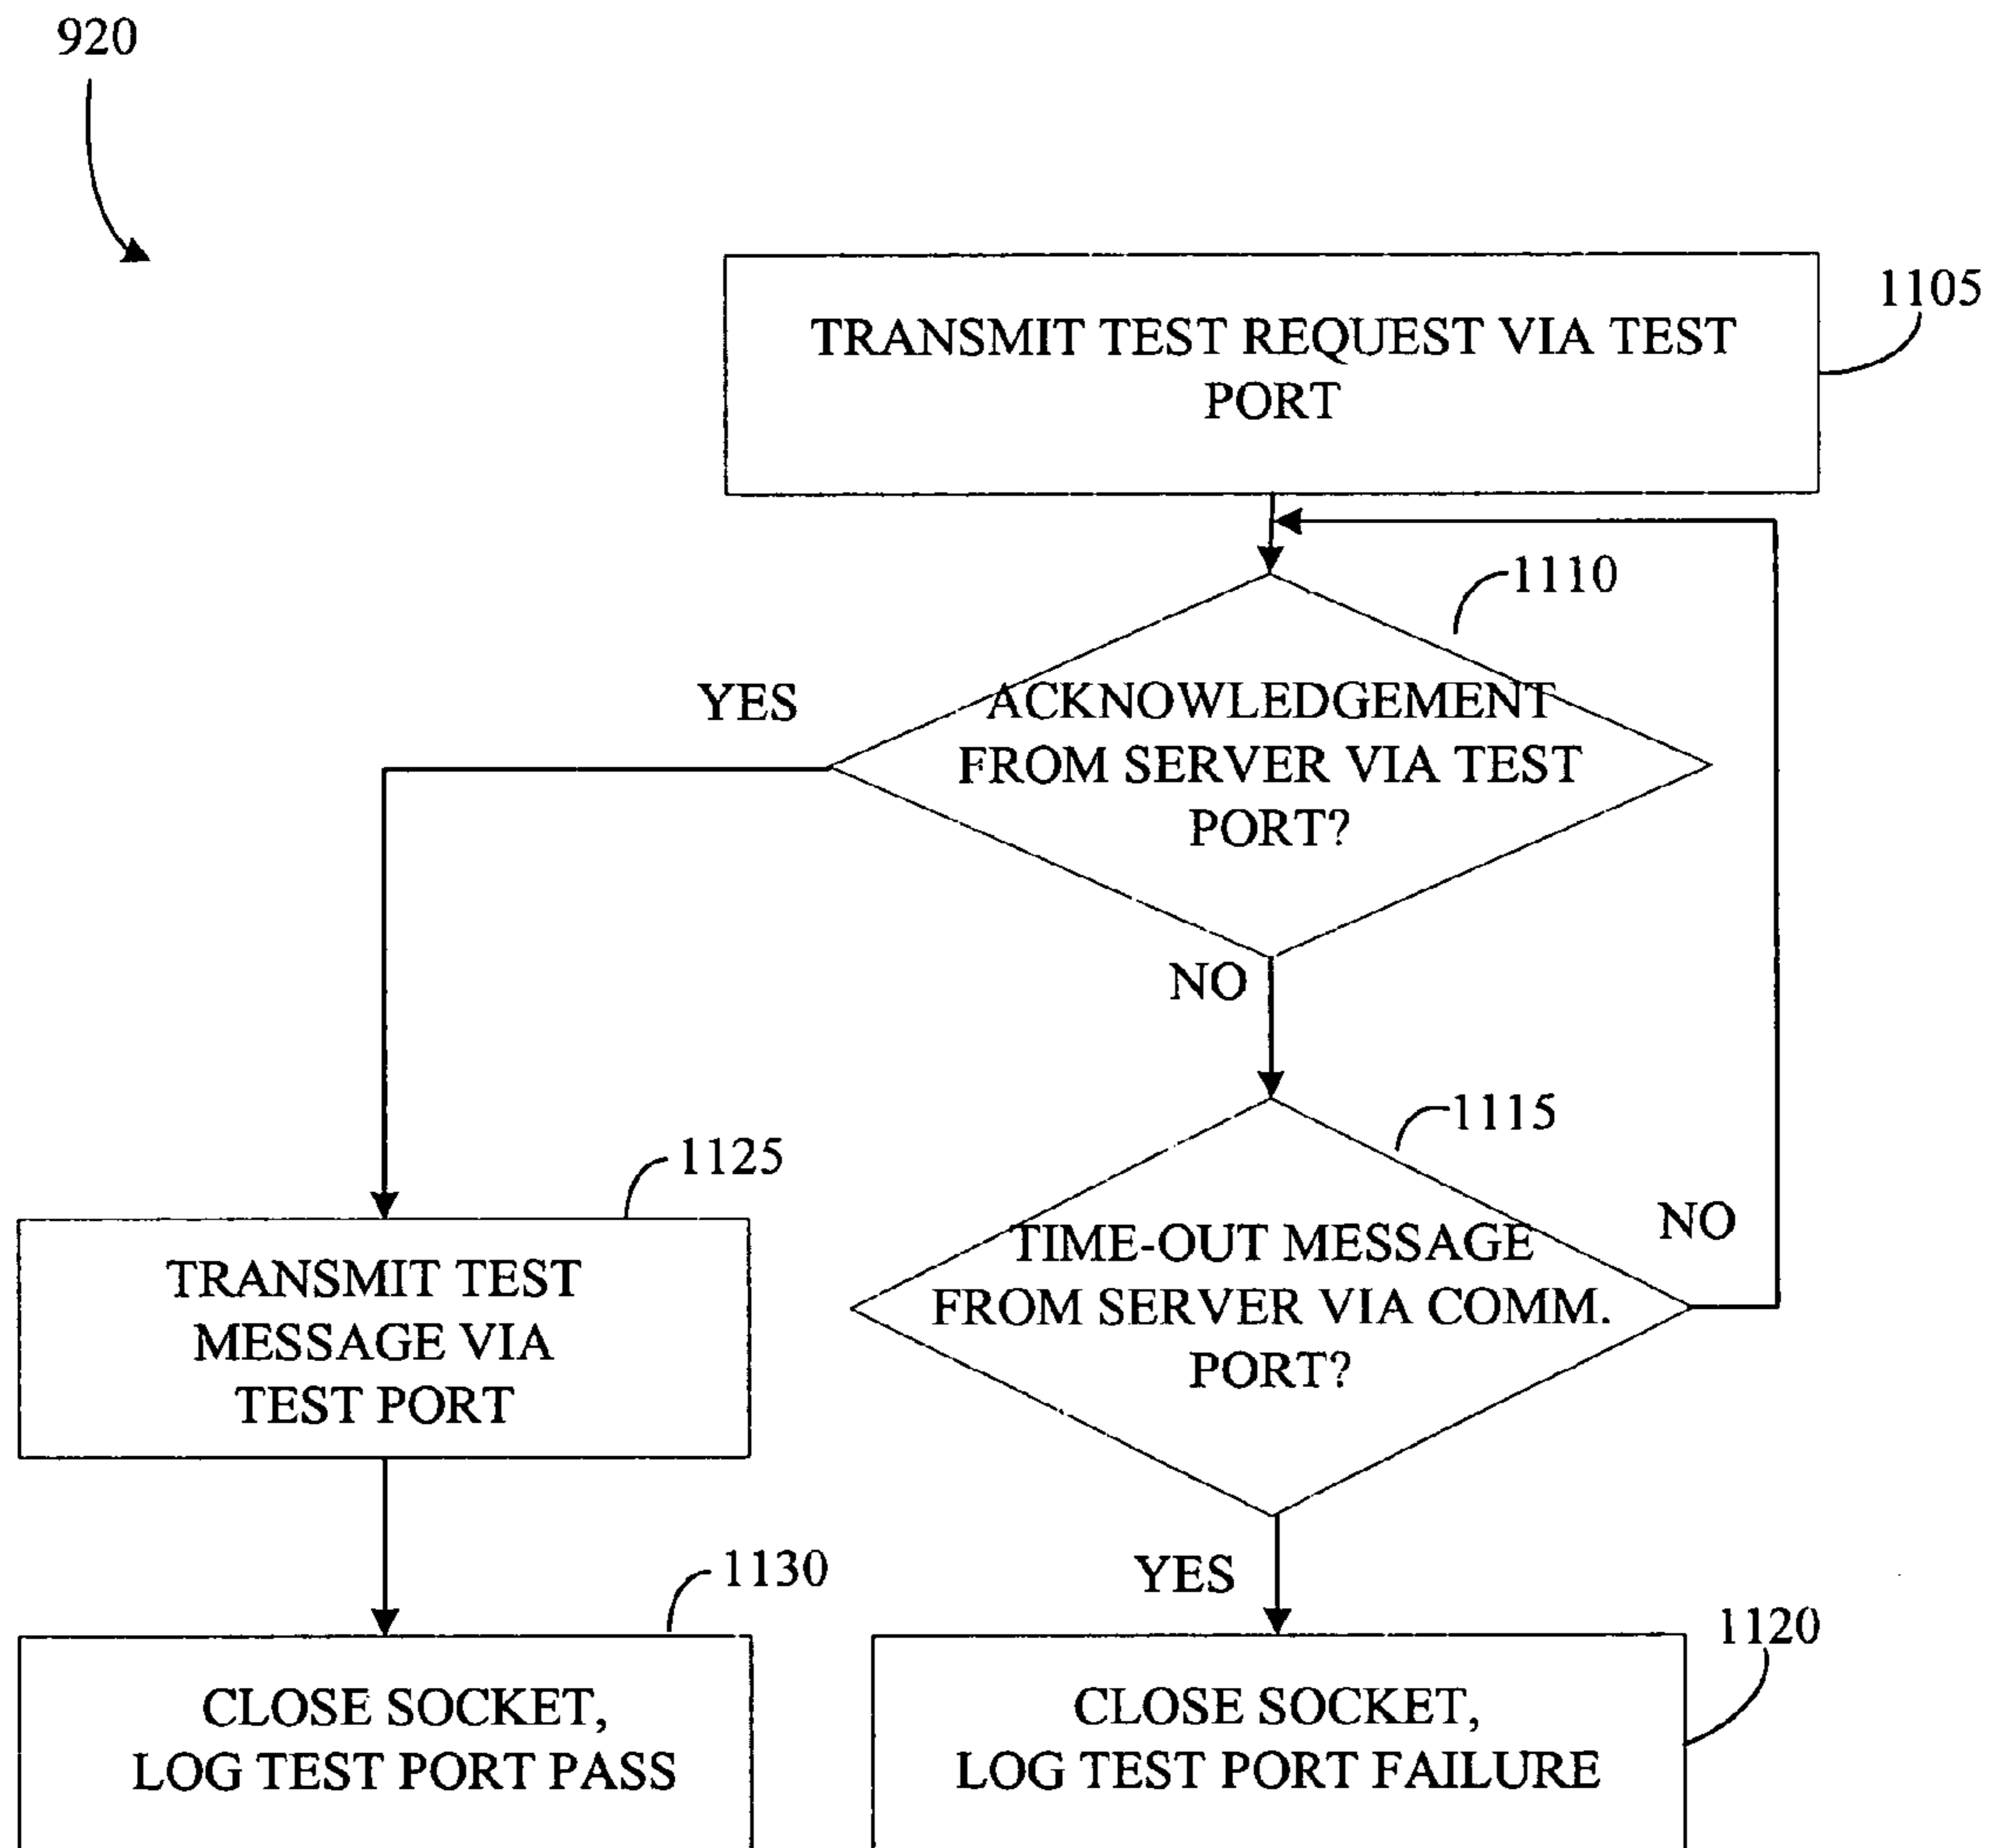 920
1105
TRANSMIT TEST REQUEST VIA TEST
PORT
1110
YES
ACKNOWLEDGEMENT
FROM SERVER VIA TEST
PORT?
NO
1115
1125
NO
TIME-OUT MESSAGE
FROM SERVER VIA COMM.
PORT?
TRANSMIT TEST
MESSAGE VIA
TEST PORT
YES
1130
1120
CLOSE SOCKET,
LOG TEST PORT PASS
CLOSE SOCKET,
LOG TEST PORT FAILURE